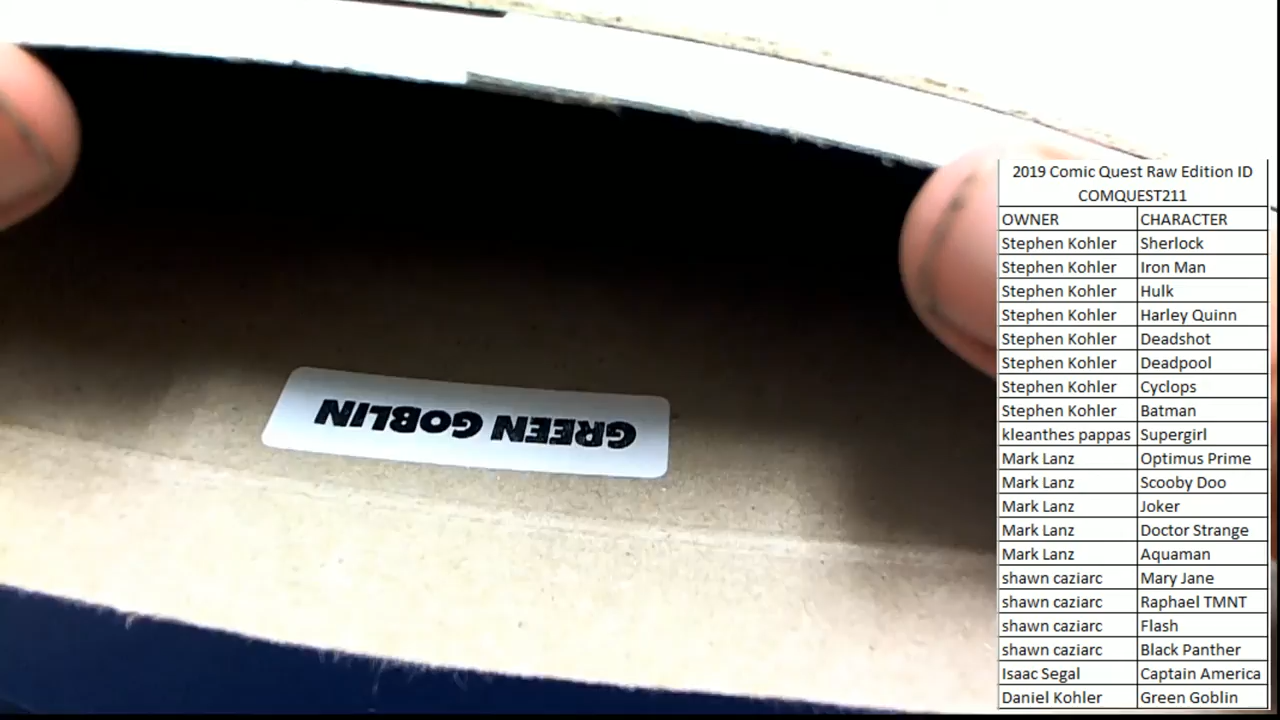 GREEN GOBLIN
2019 Comic Quest Raw Edition ID
COMQUEST211
OWNER CHARACTER
Stephen Kohler Sherlock
Stephen Kohler Iron Man
Stephen Kohler Hulk
Stephen Kohler Harley Quinn
Stephen Kohler Deadshot
Stephen Kohler Deadpool
Stephen Kohler Cyclops
Stephen Kohler Batman
kleanthes pappas Supergirl
Mark Lanz Optimus Prime
Mark Lanz Scooby Doo
Mark Lanz Joker
Mark Lanz Doctor Strange
Mark Lanz Aquaman
shawn caziarc Mary Jane
shawn caziarc Raphael TMNT
shawn caziarc Flash
shawn caziarc Black Panther
Isaac Segal Captain America
Daniel Kohler Green Goblin